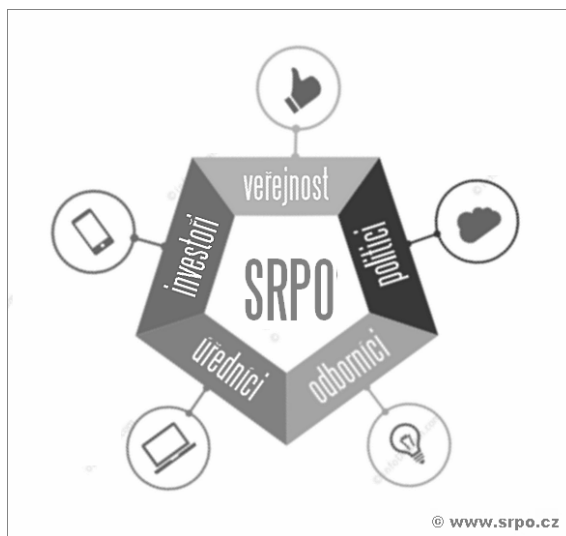 veřejnost
investoři
politici
SRPO
úředníci
odborníci
© www.srpo.cz